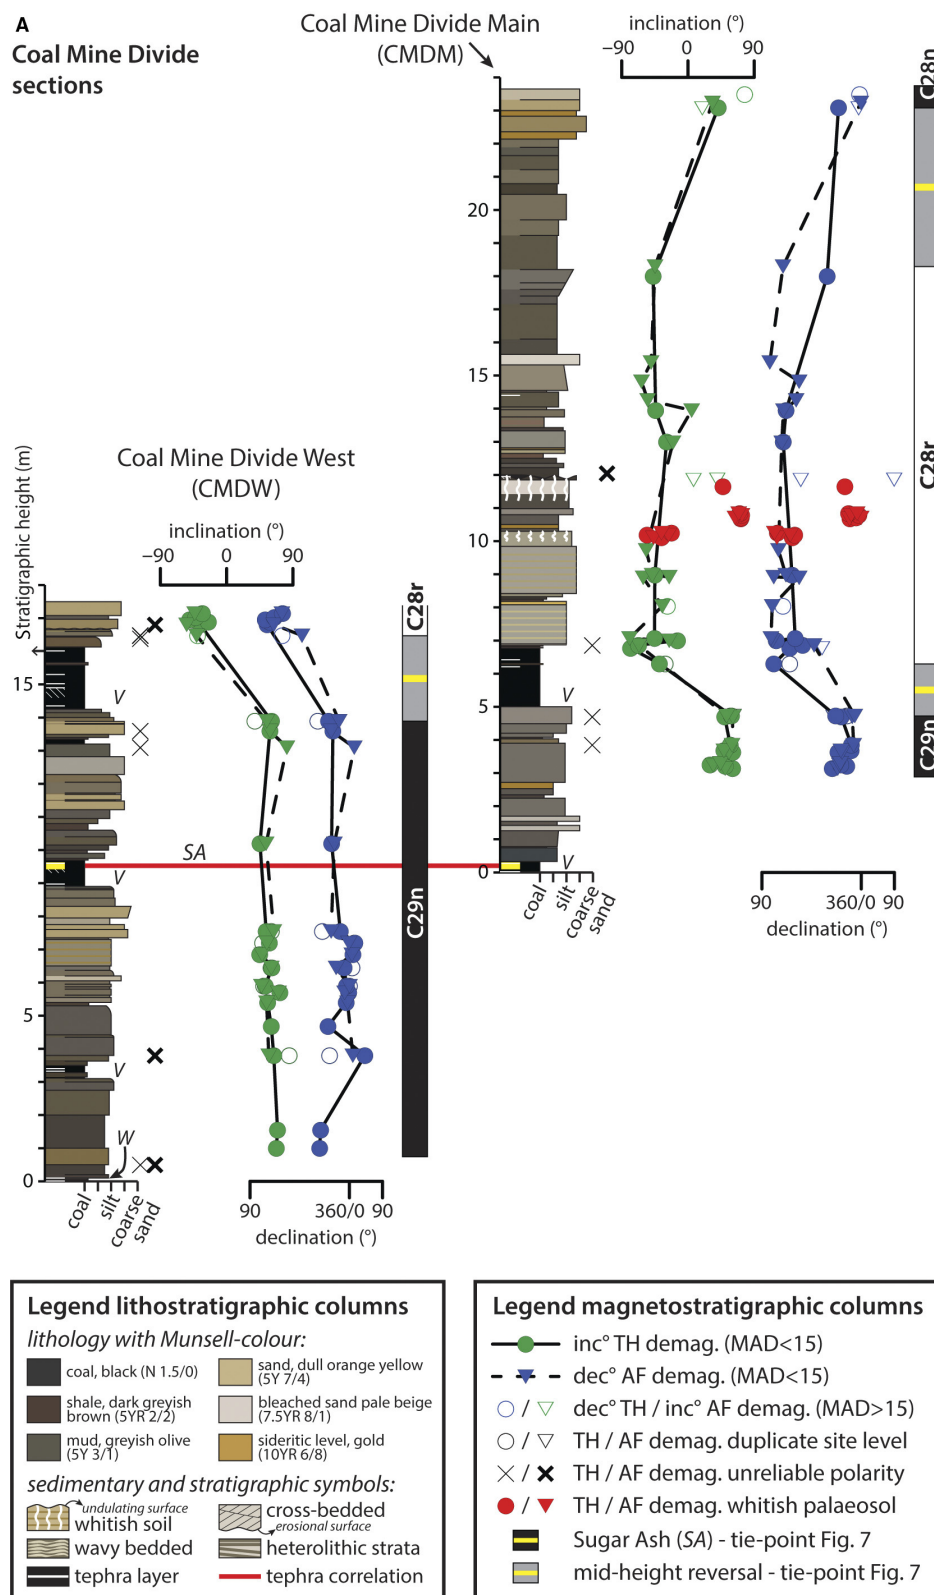 A
Coal Mine Divide
sections
Coal Mine Divide Main
(CMDM)
inclination (°)
−90 0 90
C28n
20
15
10
5
0
C28r
C29n
V
V
coal
silt
coarse
sand
90 360/0 90
declination (°)
Coal Mine Divide West
(CMDW)
Stratigraphic height (m)
inclination (°)
−90 0 90
C28r
15
V
SA
V
C29n
5
V
W
0
coal
silt
coarse
sand
90 360/0 90
declination (°)
Legend lithostratigraphic columns
lithology with Munsell-colour:
coal, black (N 1.5/0)
sand, dull orange yellow
(5Y 7/4)
shale, dark greyish
brown (5YR 2/2)
bleached sand pale beige
(7.5YR 8/1)
mud, greyish olive
(5Y 3/1)
sideritic level, gold
(10YR 6/8)
sedimentary and stratigraphic symbols:
undulating surface
whitish soil
cross-bedded
erosional surface
wavy bedded
heterolithic strata
tephra layer
tephra correlation
Legend magnetostratigraphic columns
inc° TH demag. (MAD<15)
dec° AF demag. (MAD<15)
/ dec° TH / inc° AF demag. (MAD>15)
/ TH / AF demag. duplicate site level
/ TH / AF demag. unreliable polarity
/ TH / AF demag. whitish palaeosol
Sugar Ash (SA) - tie-point Fig. 7
mid-height reversal - tie-point Fig. 7